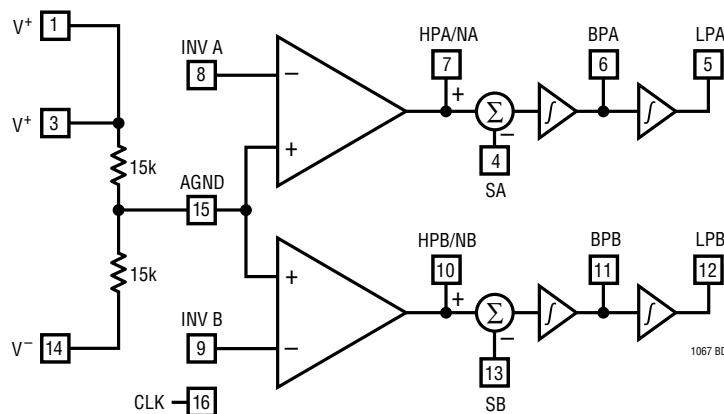 V+ 1
V+ 3
15k
AGND
15
15k
V− 14
CLK 16
INV A
8
−
+
HPA/NA
7
+
Σ
−
4
SA
∫
BPA
6
∫
LPA
5
INV B
9
+
−
HPB/NB
10
+
Σ
−
13
SB
∫
BPB
11
∫
LPB
12
1067 BD